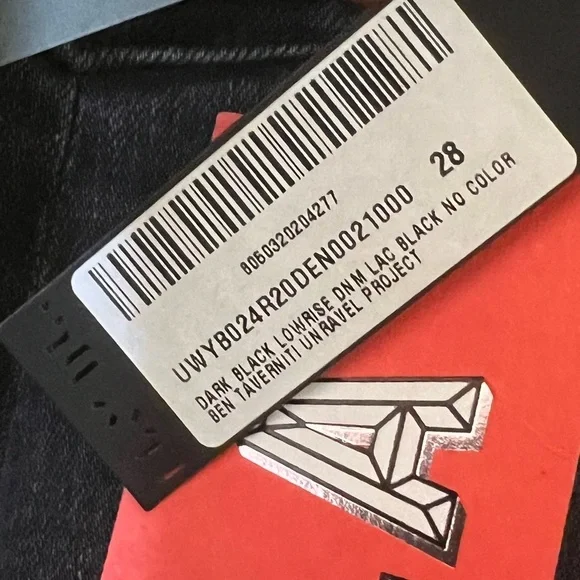 8050320204277
UWYB024R20DEN0021000 28
DARK BLACK LOWRISE DNM LAC BLACK NO COLOR
BEN TAVERNITI UNRAVEL PROJECT
A